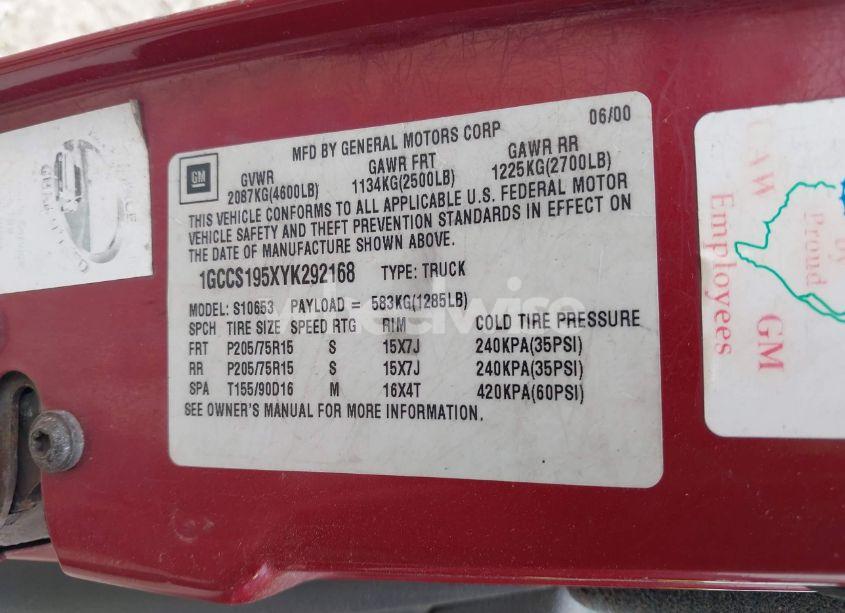 MFD BY GENERAL MOTORS CORP 06/00
GM
GVWR GAWR FRT GAWR RR
2087KG(4600LB) 1134KG(2500LB) 1225KG(2700LB)
THIS VEHICLE CONFORMS TO ALL APPLICABLE U.S. FEDERAL MOTOR
VEHICLE SAFETY AND THEFT PREVENTION STANDARDS IN EFFECT ON
THE DATE OF MANUFACTURE SHOWN ABOVE.
1GCCS195XYK292168 TYPE: TRUCK
MODEL: S10653 PAYLOAD = 583KG(1285LB)
SPCH TIRE SIZE SPEED RTG RIM COLD TIRE PRESSURE
FRT P205/75R15 S 15X7J 240KPA(35PSI)
RR P205/75R15 S 15X7J 240KPA(35PSI)
SPA T155/90D16 M 16X4T 420KPA(60PSI)
SEE OWNER'S MANUAL FOR MORE INFORMATION.
UAW GM
Proud
Employees
wheelwise